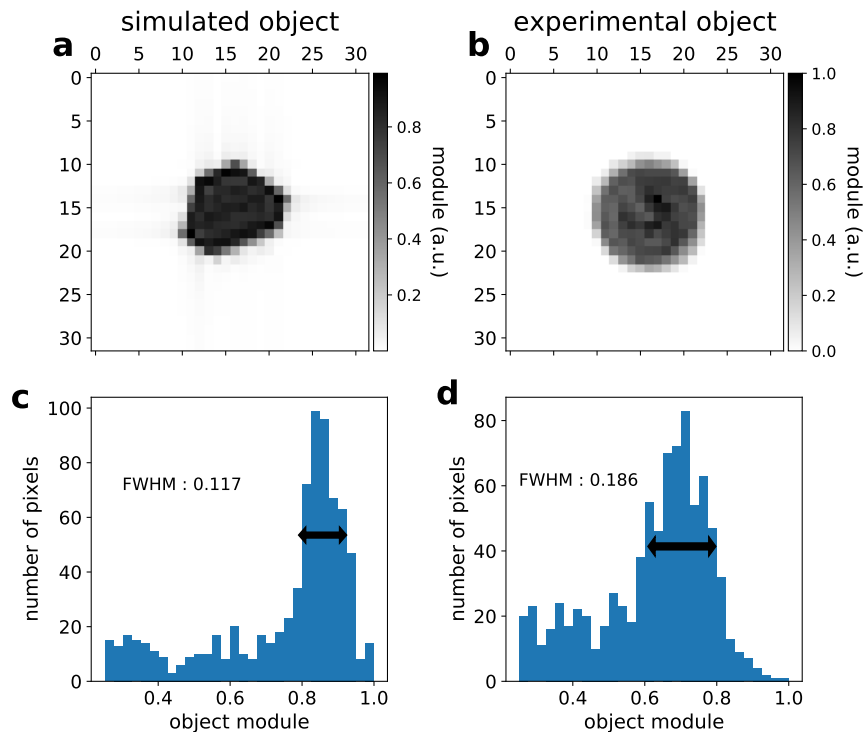 simulated object
experimental object
a
b
0 5 10 15 20 25 30
0 5 10 15 20 25 30
0
5
10
15
20
25
30
0.8
0.6
0.4
0.2
module (a.u.)
0
5
10
15
20
25
30
1.0
0.8
0.6
0.4
0.2
0.0
module (a.u.)
c
d
100
80
60
40
20
0
number of pixels
FWHM : 0.117
0.4 0.6 0.8 1.0
object module
80
60
40
20
0
number of pixels
FWHM : 0.186
0.4 0.6 0.8 1.0
object module